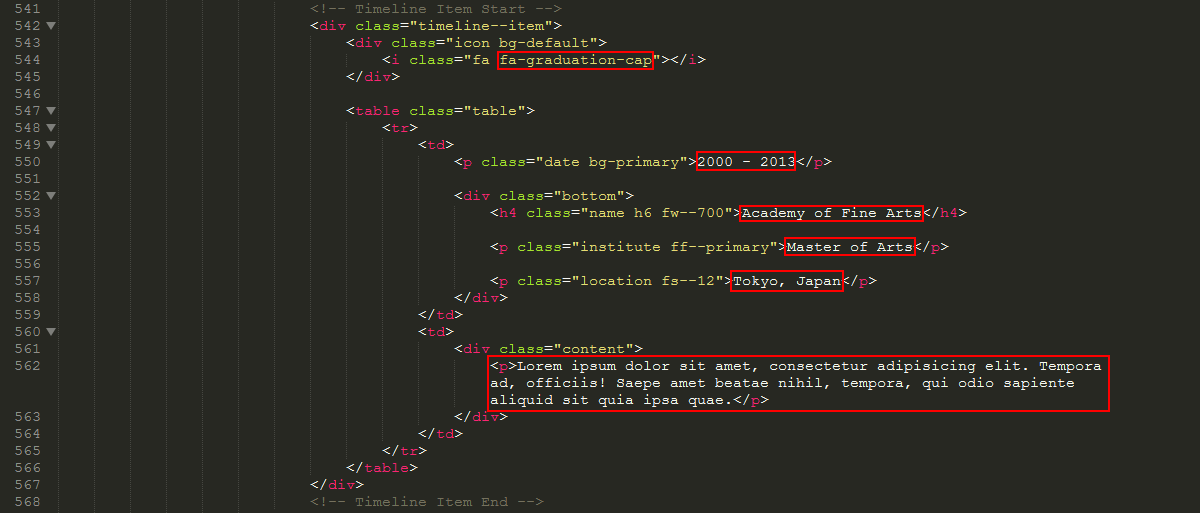 541 <!-- Timeline Item Start -->
542 <div class="timeline--item">
543 <div class="icon bg-default">
544 <i class="fa fa-graduation-cap"></i>
545 </div>
546
547 <table class="table">
548 <tr>
549 <td>
550 <p class="date bg-primary">2000 - 2013</p>
551
552 <div class="bottom">
553 <h4 class="name h6 fw--700">Academy of Fine Arts</h4>
554
555 <p class="institute ff--primary">Master of Arts</p>
556
557 <p class="location fs--12">Tokyo, Japan</p>
558 </div>
559 </td>
560 <td>
561 <div class="content">
562 <p>Lorem ipsum dolor sit amet, consectetur adipisicing elit. Tempora
ad, officiis! Saepe amet beatae nihil, tempora, qui odio sapiente
aliquid sit quia ipsa quae.</p>
563 </div>
564 </td>
565 </tr>
566 </table>
567 </div>
568 <!-- Timeline Item End -->